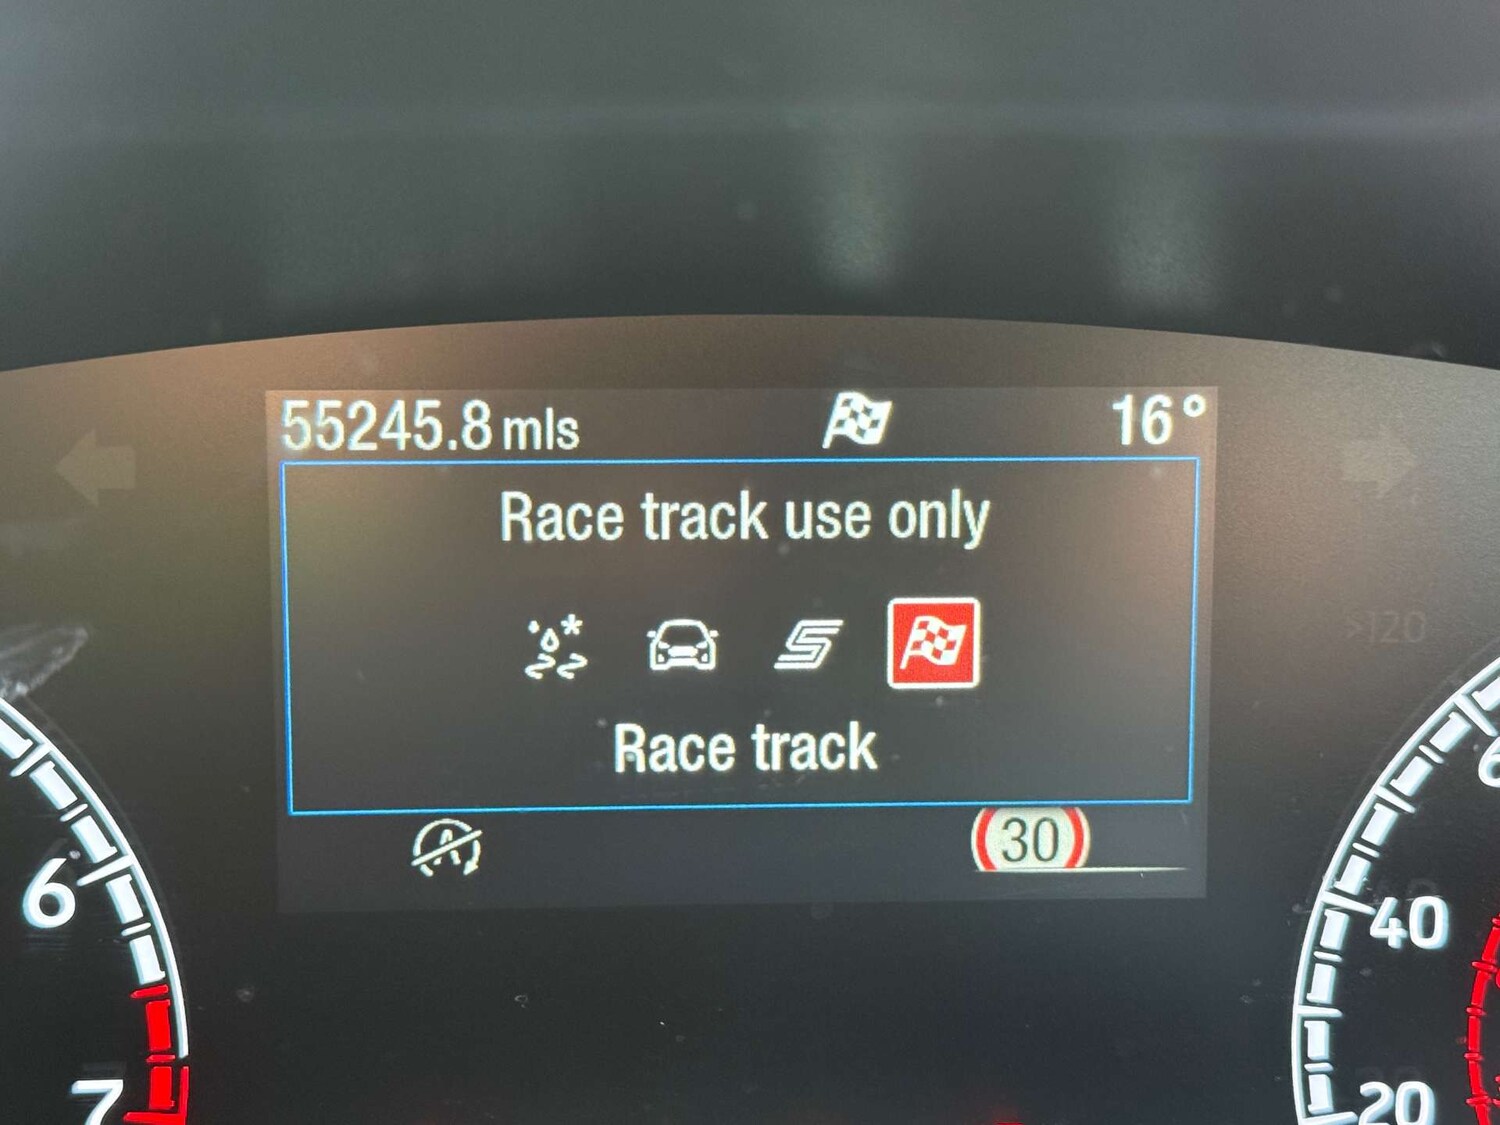 55245.8 mls 16°
Race track use only
Race track
30
6
7
40
20